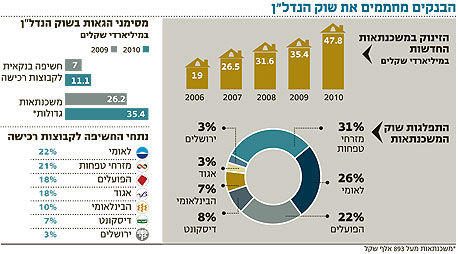 הבנקים מחממים את שוק הנדל"ן
הזינוק במשכנתאות
החדשות
במיליארדי שקלים
19
26.5
31.6
35.4
47.8
2006
2007
2008
2009
2010
התפלגות שוק
המשכנתאות
31%
מזרחי
טפחות
26%
לאומי
22%
הפועלים
8%
דיסקונט
7%
הבינלאומי
3%
אגוד
3%
ירושלים
מסימני הגאות בשוק הנדל"ן
במיליארדי שקלים
2010
2009
חשיפה בנקאית
לקבוצות רכישה
7
11.1
משכנתאות
גדולות*
26.2
35.4
נתחי החשיפה לקבוצות רכישה
לאומי 22%
מזרחי טפחות 21%
הפועלים 18%
אגוד 18%
הבינלאומי 10%
דיסקונט 7%
ירושלים 3%
*משכנתאות מעל 893 אלף שקל